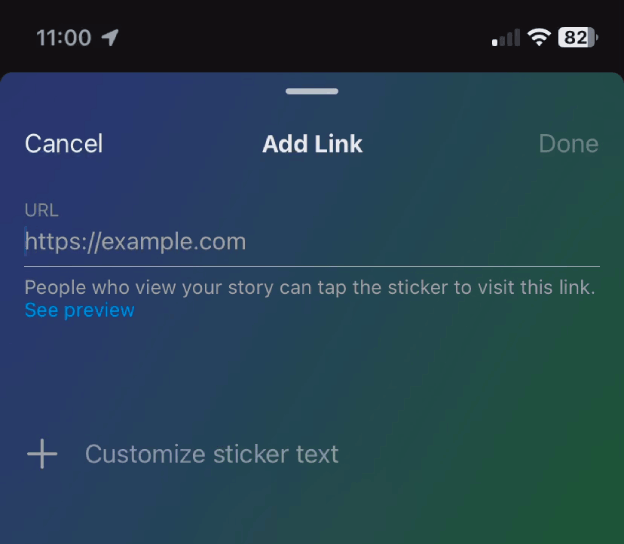 11:00
82
Cancel
Add Link
Done
URL
https://example.com
People who view your story can tap the sticker to visit this link.
See preview
Customize sticker text